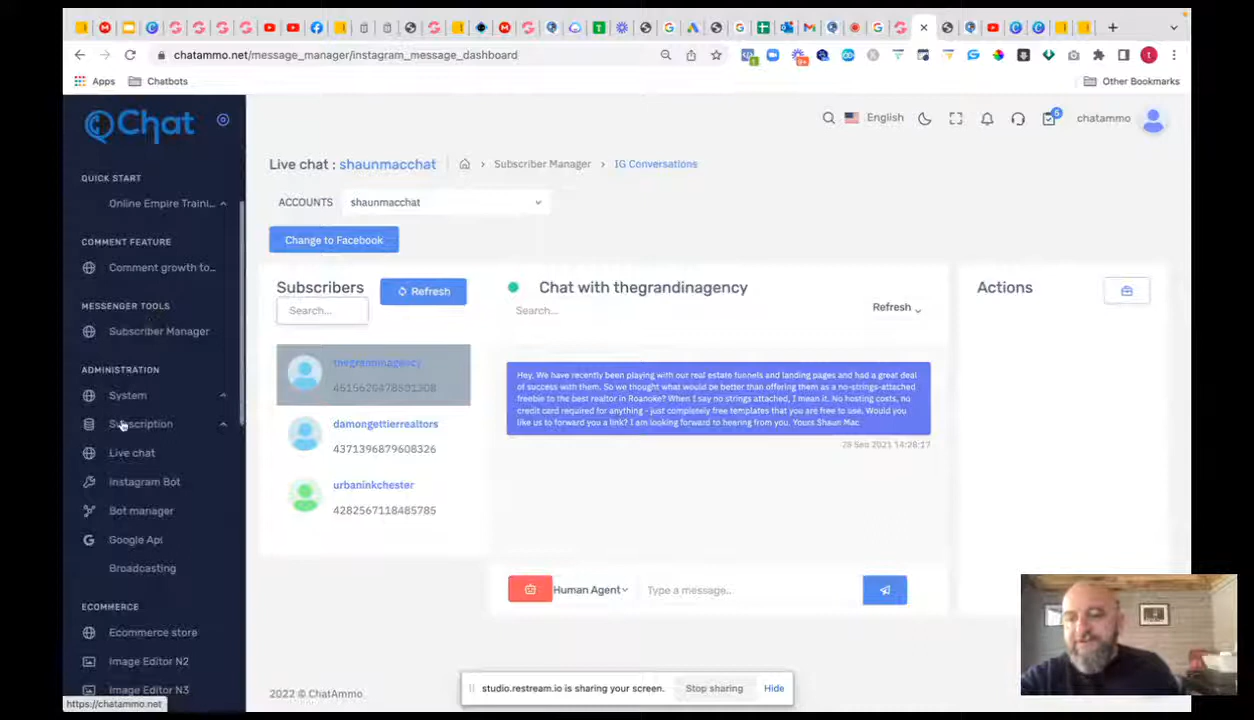 chatammo.net/message_manager/instagram_message_dashboard
Apps
Chatbots
Other Bookmarks
Chat
QUICK START
Online Empire Traini...
COMMENT FEATURE
Comment growth to...
MESSENGER TOOLS
Subscriber Manager
ADMINISTRATION
System
Subscription
Live chat
Instagram Bot
Bot manager
Google Api
Broadcasting
ECOMMERCE
Ecommerce store
Image Editor N2
Image Editor N3
https://chatammo.net
English
6
chatammo
Live chat : shaunmacchat
Subscriber Manager
IG Conversations
ACCOUNTS
shaunmacchat
Change to Facebook
Subscribers
Refresh
Search...
thegrandinagency
4515620478501308
damongettierrealtors
4371396879608326
urbaninkchester
4282567118485785
Chat with thegrandinagency
Search...
Refresh
Hey, We have recently been playing with our real estate funnels and landing pages and had a great deal
of success with them. So we thought what would be better than offering them as a no-strings-attached
freebie to the best realtor in Roanoke? When I say no strings attached, I mean it. No hosting costs, no
credit card required for anything - just completely free templates that you are free to use. Would you
like us to forward you a link? I am looking forward to hearing from you. Yours Shaun Mac
Human Agent
Type a message..
Actions
2022 © ChatAmmo
studio.restream.io is sharing your screen.
Stop sharing
Hide